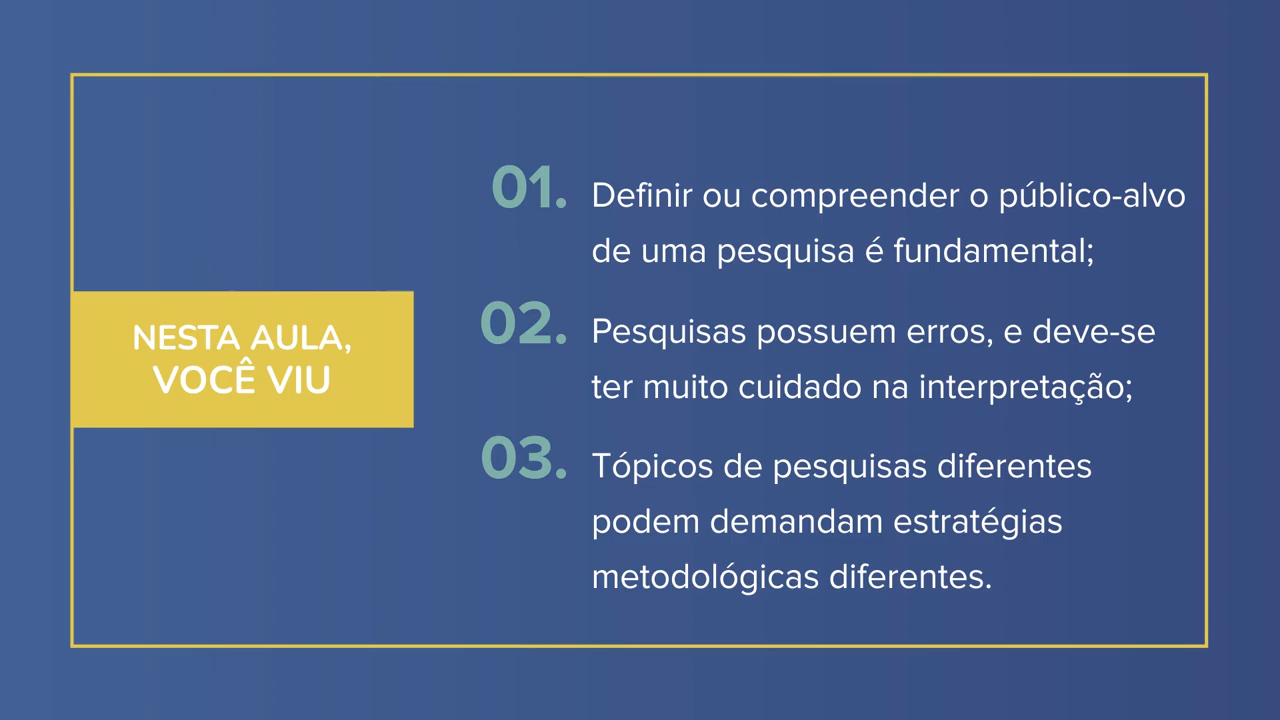 NESTA AULA,
VOCÊ VIU
01. Definir ou compreender o público-alvo
de uma pesquisa é fundamental;
02. Pesquisas possuem erros, e deve-se
ter muito cuidado na interpretação;
03. Tópicos de pesquisas diferentes
podem demandam estratégias
metodológicas diferentes.